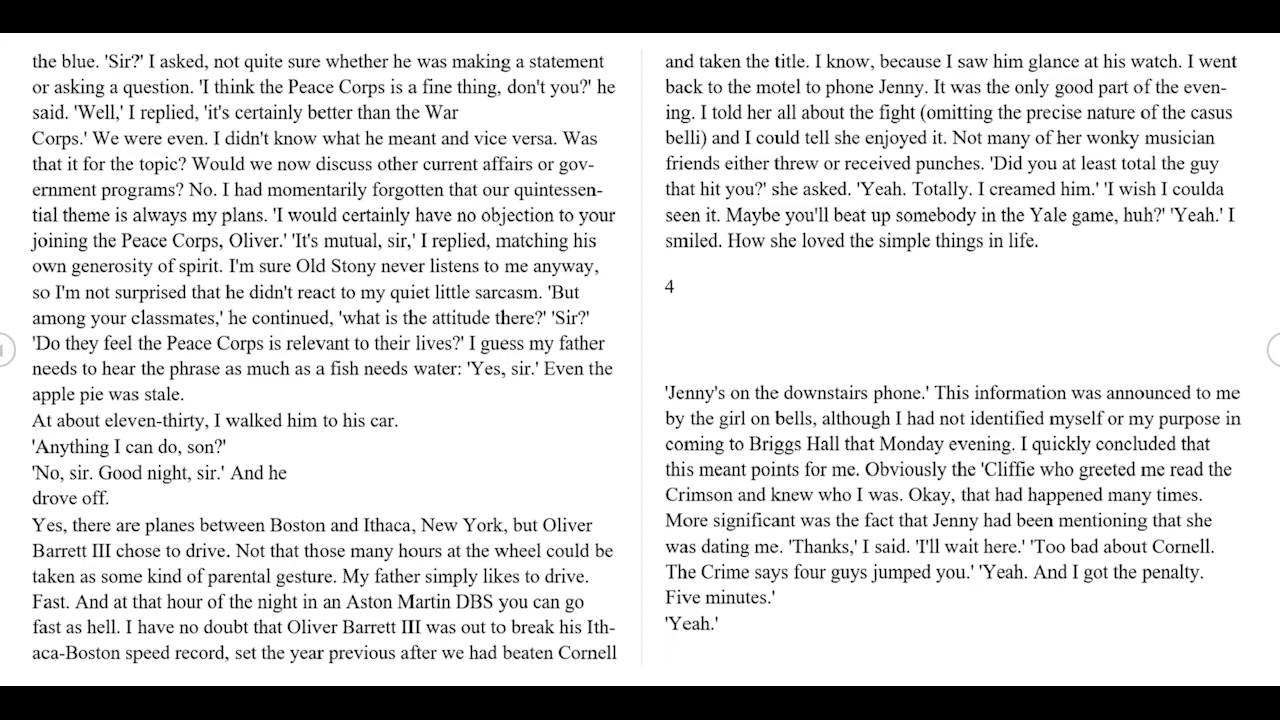 the blue. 'Sir?' I asked, not quite sure whether he was making a statement
or asking a question. 'I think the Peace Corps is a fine thing, don't you?' he
said. 'Well,' I replied, 'it's certainly better than the War
Corps.' We were even. I didn't know what he meant and vice versa. Was
that it for the topic? Would we now discuss other current affairs or gov-
ernment programs? No. I had momentarily forgotten that our quintessen-
tial theme is always my plans. 'I would certainly have no objection to your
joining the Peace Corps, Oliver.' 'It's mutual, sir,' I replied, matching his
own generosity of spirit. I'm sure Old Stony never listens to me anyway,
so I'm not surprised that he didn't react to my quiet little sarcasm. 'But
among your classmates,' he continued, 'what is the attitude there?' 'Sir?'
'Do they feel the Peace Corps is relevant to their lives?' I guess my father
needs to hear the phrase as much as a fish needs water: 'Yes, sir.' Even the
apple pie was stale.
At about eleven-thirty, I walked him to his car.
'Anything I can do, son?'
'No, sir. Good night, sir.' And he
drove off.
Yes, there are planes between Boston and Ithaca, New York, but Oliver
Barrett III chose to drive. Not that those many hours at the wheel could be
taken as some kind of parental gesture. My father simply likes to drive.
Fast. And at that hour of the night in an Aston Martin DBS you can go
fast as hell. I have no doubt that Oliver Barrett III was out to break his Ith-
aca-Boston speed record, set the year previous after we had beaten Cornell
and taken the title. I know, because I saw him glance at his watch. I went
back to the motel to phone Jenny. It was the only good part of the even-
ing. I told her all about the fight (omitting the precise nature of the casus
belli) and I could tell she enjoyed it. Not many of her wonky musician
friends either threw or received punches. 'Did you at least total the guy
that hit you?' she asked. 'Yeah. Totally. I creamed him.' 'I wish I coulda
seen it. Maybe you'll beat up somebody in the Yale game, huh?' 'Yeah.' I
smiled. How she loved the simple things in life.
4
'Jenny's on the downstairs phone.' This information was announced to me
by the girl on bells, although I had not identified myself or my purpose in
coming to Briggs Hall that Monday evening. I quickly concluded that
this meant points for me. Obviously the 'Cliffie who greeted me read the
Crimson and knew who I was. Okay, that had happened many times.
More significant was the fact that Jenny had been mentioning that she
was dating me. 'Thanks,' I said. 'I'll wait here.' 'Too bad about Cornell.
The Crime says four guys jumped you.' 'Yeah. And I got the penalty.
Five minutes.'
'Yeah.'